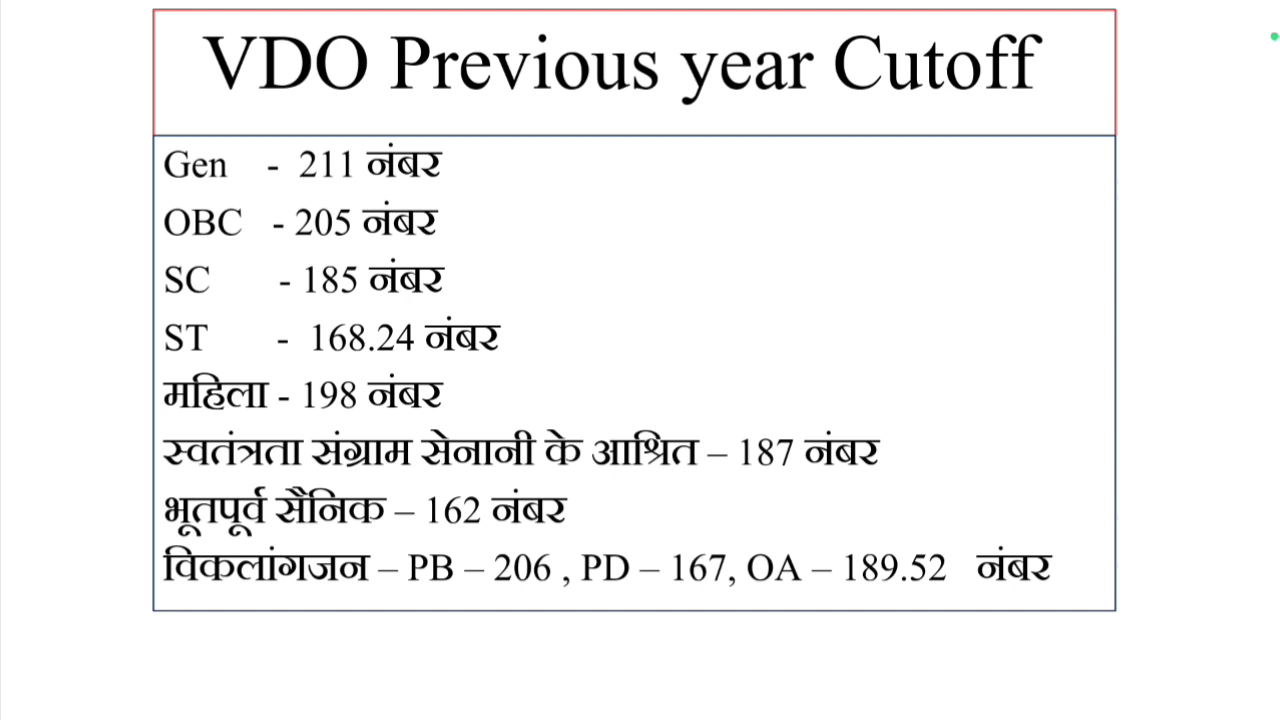 VDO Previous year Cutoff
Gen - 211 नंबर
OBC - 205 नंबर
SC - 185 नंबर
ST - 168.24 नंबर
महिला - 198 नंबर
स्वतंत्रता संग्राम सेनानी के आश्रित – 187 नंबर
भूतपूर्व सैनिक – 162 नंबर
विकलांगजन – PB – 206 , PD – 167, OA – 189.52 नंबर